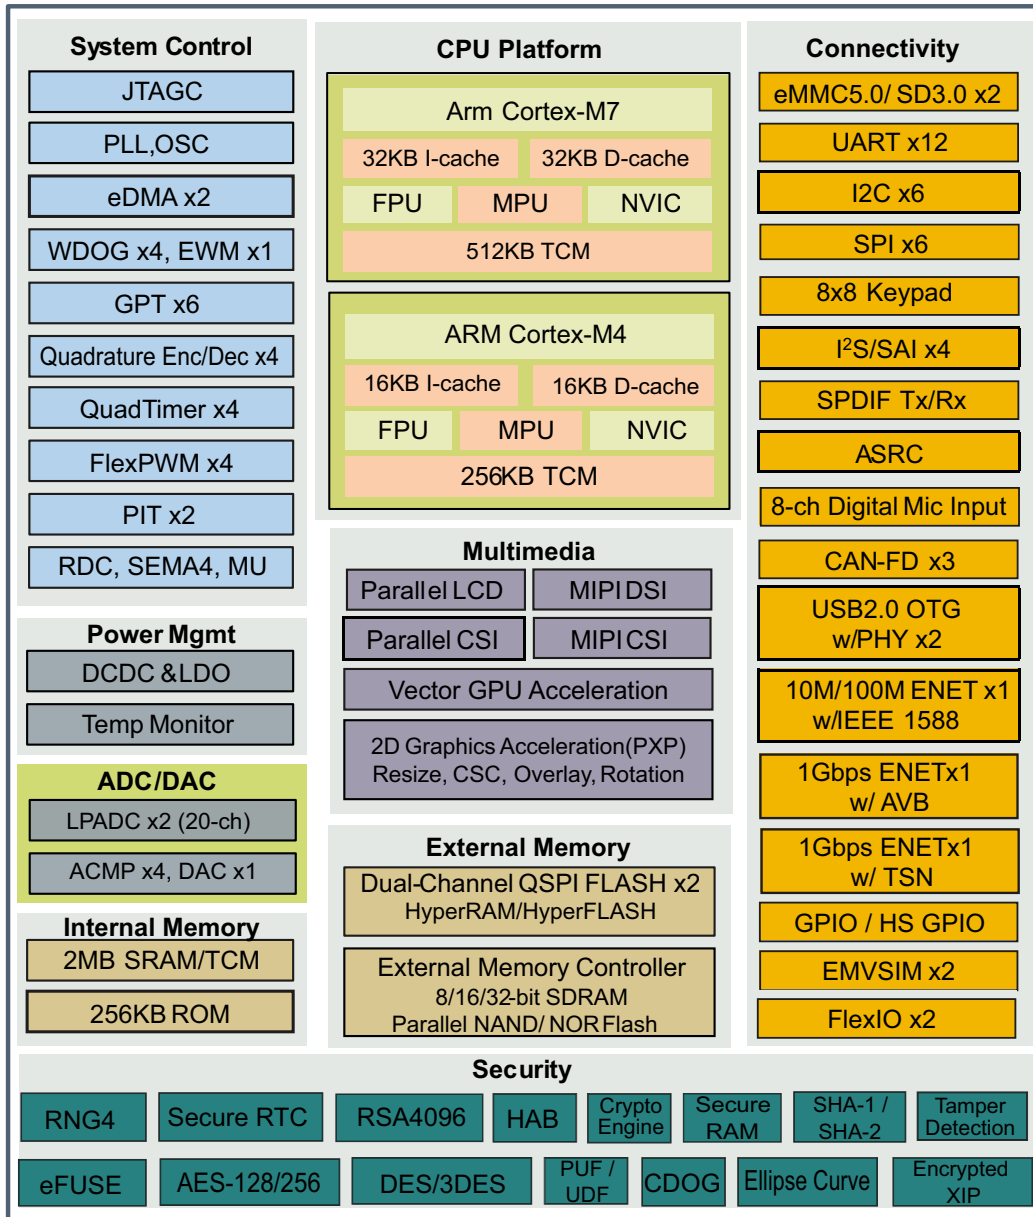 System Control
JTAGC
PLL,OSC
eDMA x2
WDOG x4, EWM x1
GPT x6
Quadrature Enc/Dec x4
QuadTimer x4
FlexPWM x4
PIT x2
RDC, SEMA4, MU
Power Mgmt
DCDC &LDO
Temp Monitor
ADC/DAC
LPADC x2 (20-ch)
ACMP x4, DAC x1
Internal Memory
2MB SRAM/TCM
256KB ROM
CPU Platform
Arm Cortex-M7
32KB I-cache
32KB D-cache
FPU
MPU
NVIC
512KB TCM
ARM Cortex-M4
16KB I-cache
16KB D-cache
FPU
MPU
NVIC
256KB TCM
Multimedia
Parallel LCD
MIPI DSI
Parallel CSI
MIPI CSI
Vector GPU Acceleration
2D Graphics Acceleration(PXP)
Resize, CSC, Overlay, Rotation
External Memory
Dual-Channel QSPI FLASH x2
HyperRAM/HyperFLASH
External Memory Controller
8/16/32-bit SDRAM
Parallel NAND/ NOR Flash
Connectivity
eMMC5.0/ SD3.0 x2
UART x12
I2C x6
SPI x6
8x8 Keypad
I²S/SAI x4
SPDIF Tx/Rx
ASRC
8-ch Digital Mic Input
CAN-FD x3
USB2.0 OTG
w/PHY x2
10M/100M ENET x1
w/IEEE 1588
1Gbps ENETx1
w/ AVB
1Gbps ENETx1
w/ TSN
GPIO / HS GPIO
EMVSIM x2
FlexIO x2
Security
RNG4
Secure RTC
RSA4096
HAB
Crypto
Engine
Secure
RAM
SHA-1 /
SHA-2
Tamper
Detection
eFUSE
AES-128/256
DES/3DES
PUF /
UDF
CDOG
Ellipse Curve
Encrypted
XIP